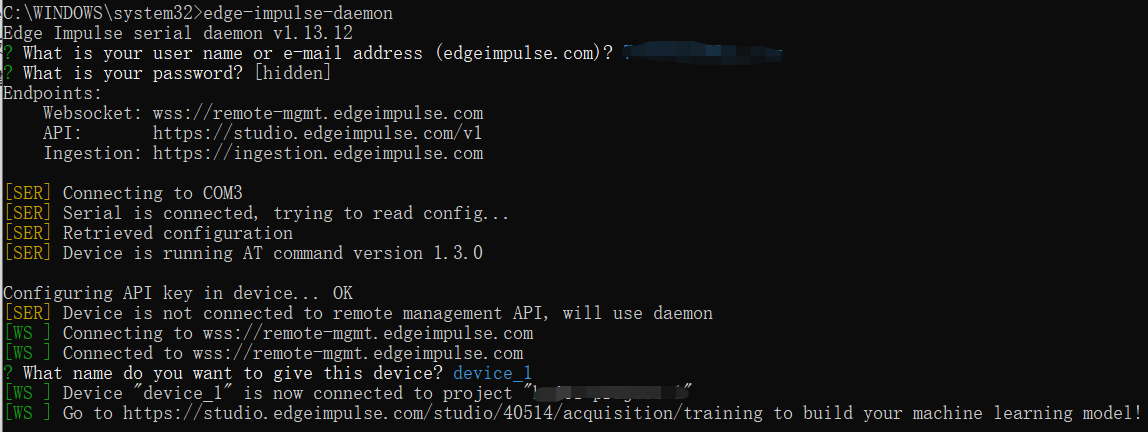 C:\WINDOWS\system32>edge-impulse-daemon
Edge Impulse serial daemon v1.13.12
? What is your user name or e-mail address (edgeimpulse.com)?
? What is your password? [hidden]
Endpoints:
    Websocket: wss://remote-mgmt.edgeimpulse.com
    API:       https://studio.edgeimpulse.com/v1
    Ingestion: https://ingestion.edgeimpulse.com
[SER] Connecting to COM3
[SER] Serial is connected, trying to read config...
[SER] Retrieved configuration
[SER] Device is running AT command version 1.3.0
Configuring API key in device... OK
[SER] Device is not connected to remote management API, will use daemon
[WS ] Connecting to wss://remote-mgmt.edgeimpulse.com
[WS ] Connected to wss://remote-mgmt.edgeimpulse.com
? What name do you want to give this device? device_1
[WS ] Device "device_1" is now connected to project "
[WS ] Go to https://studio.edgeimpulse.com/studio/40514/acquisition/training to build your machine learning model!